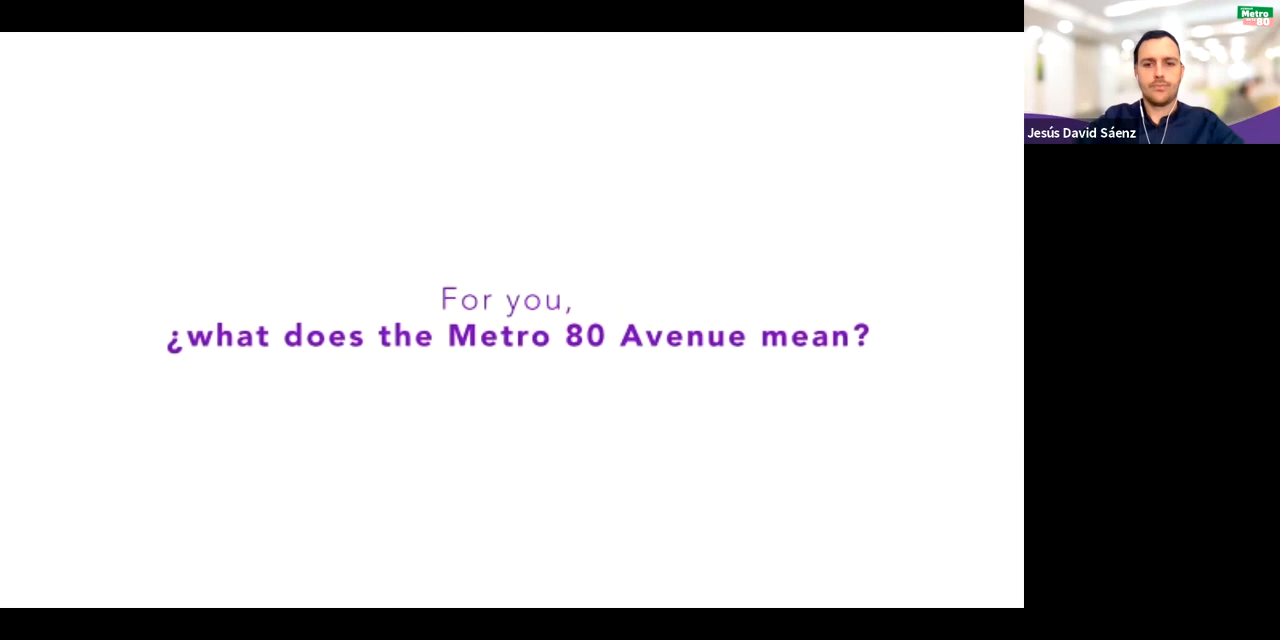 For you,
¿what does the Metro 80 Avenue mean?
Metro
80
Jesús David Sáenz